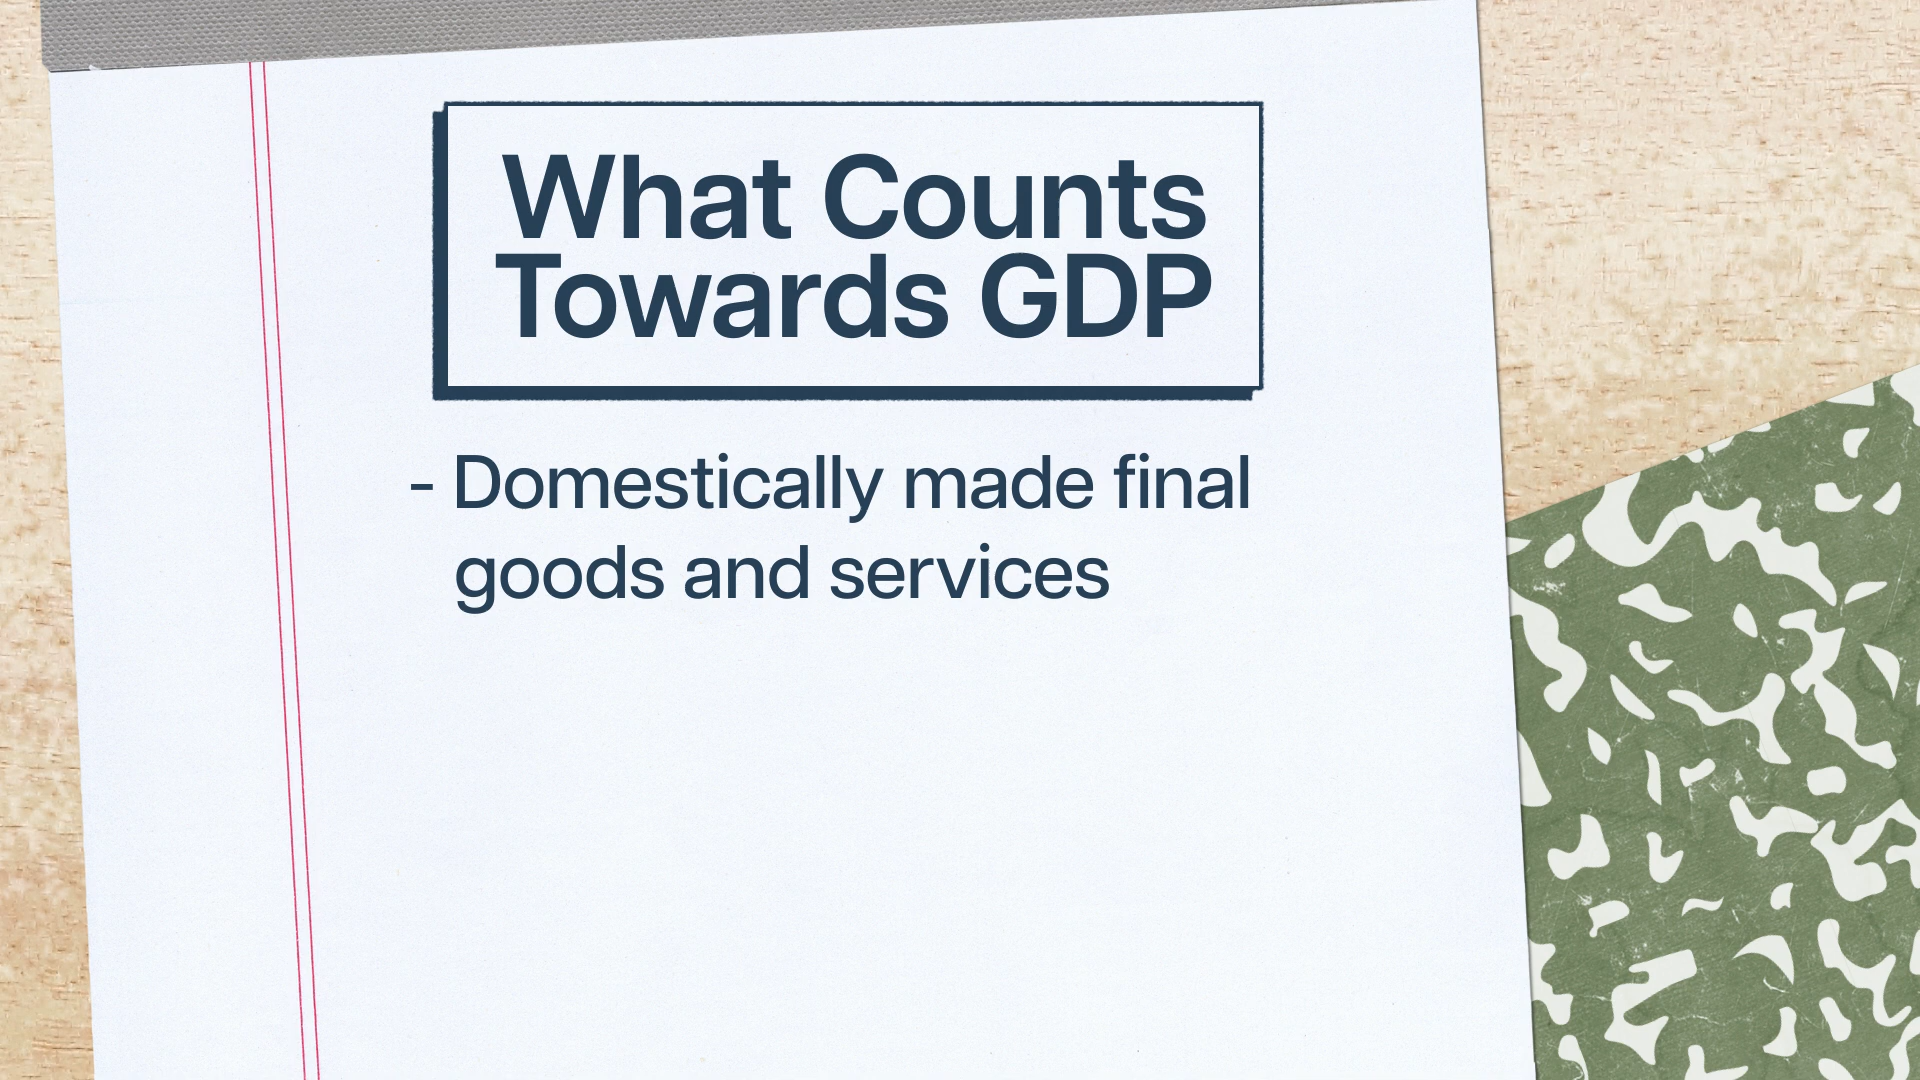 What Counts
Towards GDP
- Domestically made final
goods and services